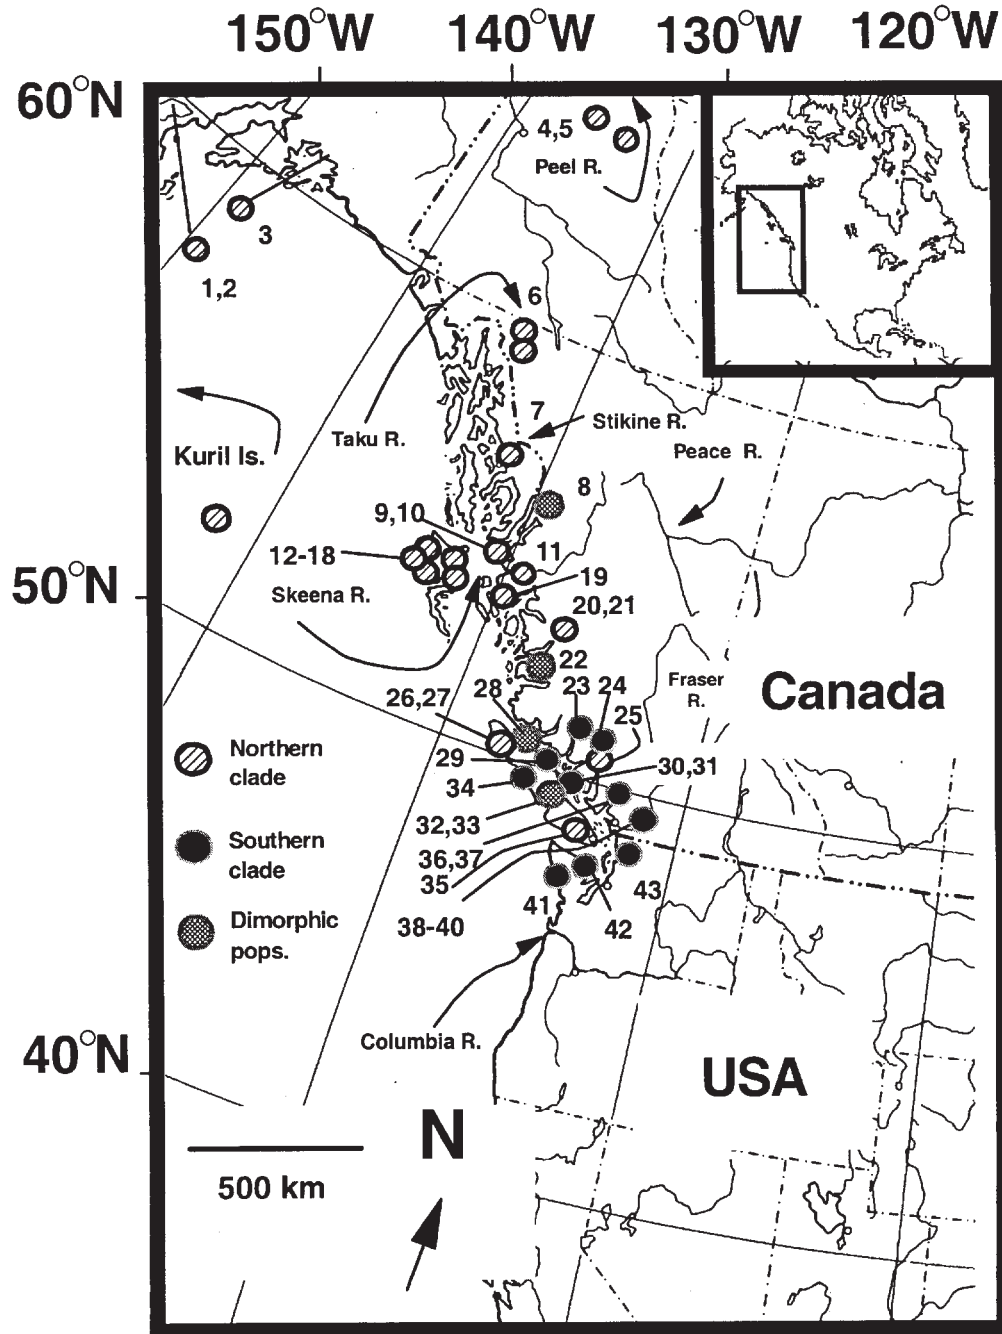 150°W 140°W 130°W 120°W
60°N
4,5
Peel R.
3
1,2
6
7
Taku R.
Stikine R.
Kuril Is.
Peace R.
8
9,10
11
12-18
50°N
Skeena R.
19
20,21
22
Fraser
R.
Canada
28
23
24
26,27
25
Northern
clade
29
30,31
34
32,33
Southern
clade
36,37
35
43
41
38-40
42
Dimorphic
pops.
Columbia R.
40°N
USA
N
500 km